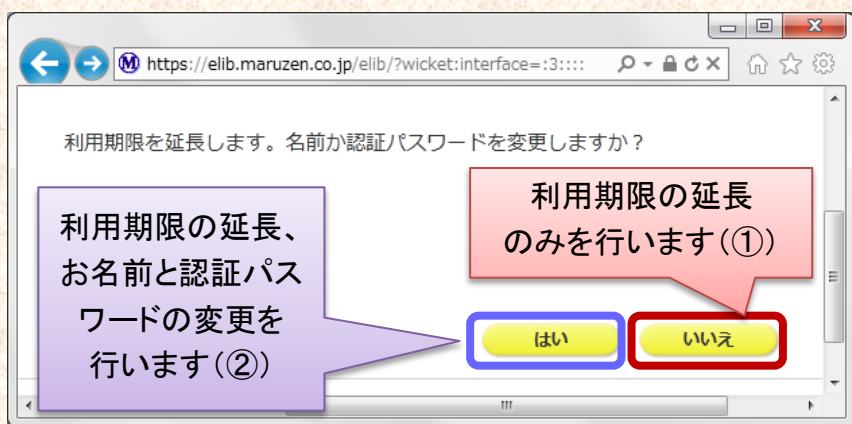 https://elib.maruzen.co.jp/elib/?wicket:interface=:3::::
利用期限を延長します。名前か認証パスワードを変更しますか？
利用期限の延長、
お名前と認証パス
ワードの変更を
行います(②)
利用期限の延長
のみを行います(①)
はい
いいえ